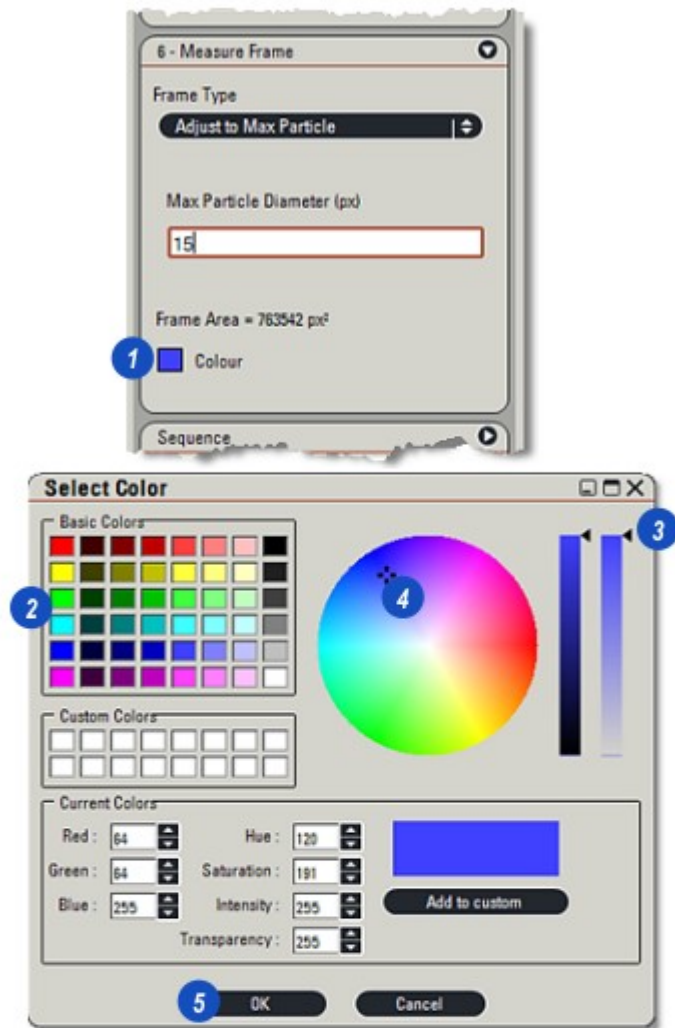 6 - Measure Frame
Frame Type
Adjust to Max Particle
Max Particle Diameter (px)
15
Frame Area = 763542 px²
1
Colour
Sequence
Select Color
Basic Colors
3
2
4
Custom Colors
Current Colors
Red : 64 Hue : 120
Green : 64 Saturation : 191
Blue : 255 Intensity : 255 Add to custom
Transparency : 255
5 OK Cancel